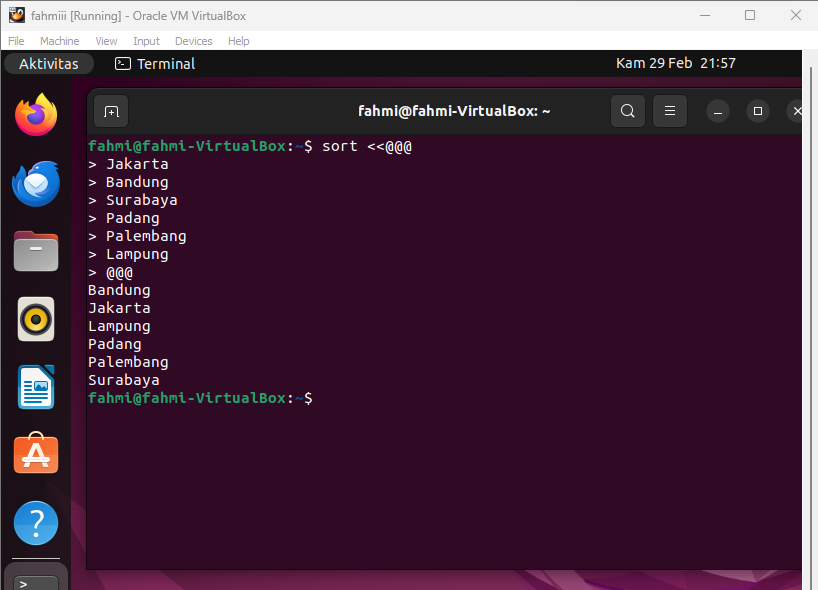 fahmiii [Running] - Oracle VM VirtualBox
File Machine View Input Devices Help
Aktivitas Terminal Kam 29 Feb 21:57
fahmi@fahmi-VirtualBox: ~
fahmi@fahmi-VirtualBox:~$ sort <<@@@
> Jakarta
> Bandung
> Surabaya
> Padang
> Palembang
> Lampung
> @@@
Bandung
Jakarta
Lampung
Padang
Palembang
Surabaya
fahmi@fahmi-VirtualBox:~$